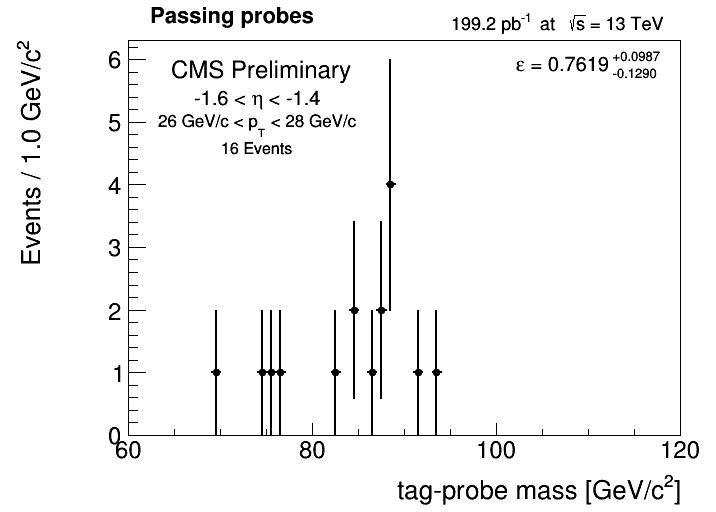 Passing probes
199.2 pb⁻¹ at √s = 13 TeV
CMS Preliminary
-1.6 < η < -1.4
26 GeV/c < p_T < 28 GeV/c
16 Events
ε = 0.7619 +0.0987 -0.1290
Events / 1.0 GeV/c²
6
5
4
3
2
1
0
60 80 100 120
tag-probe mass [GeV/c²]